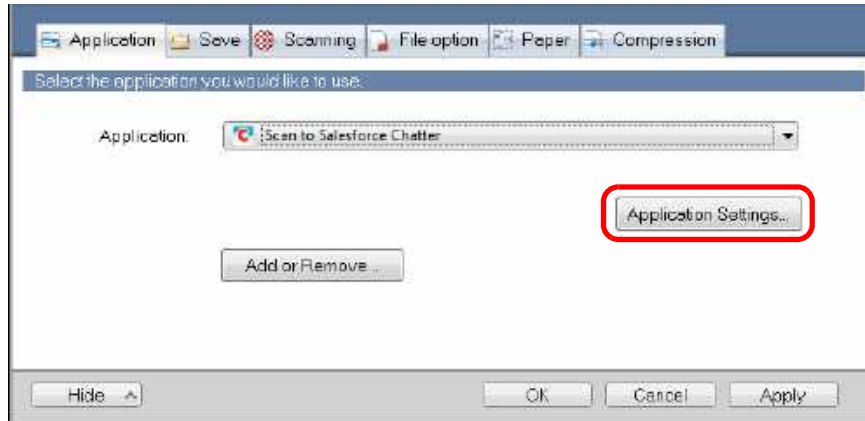 Application Save Scanning File option Paper Compression
Select the application you would like to use.
Application: Scan to Salesforce Chatter
Application Settings...
Add or Remove ...
Hide OK Cancel Apply